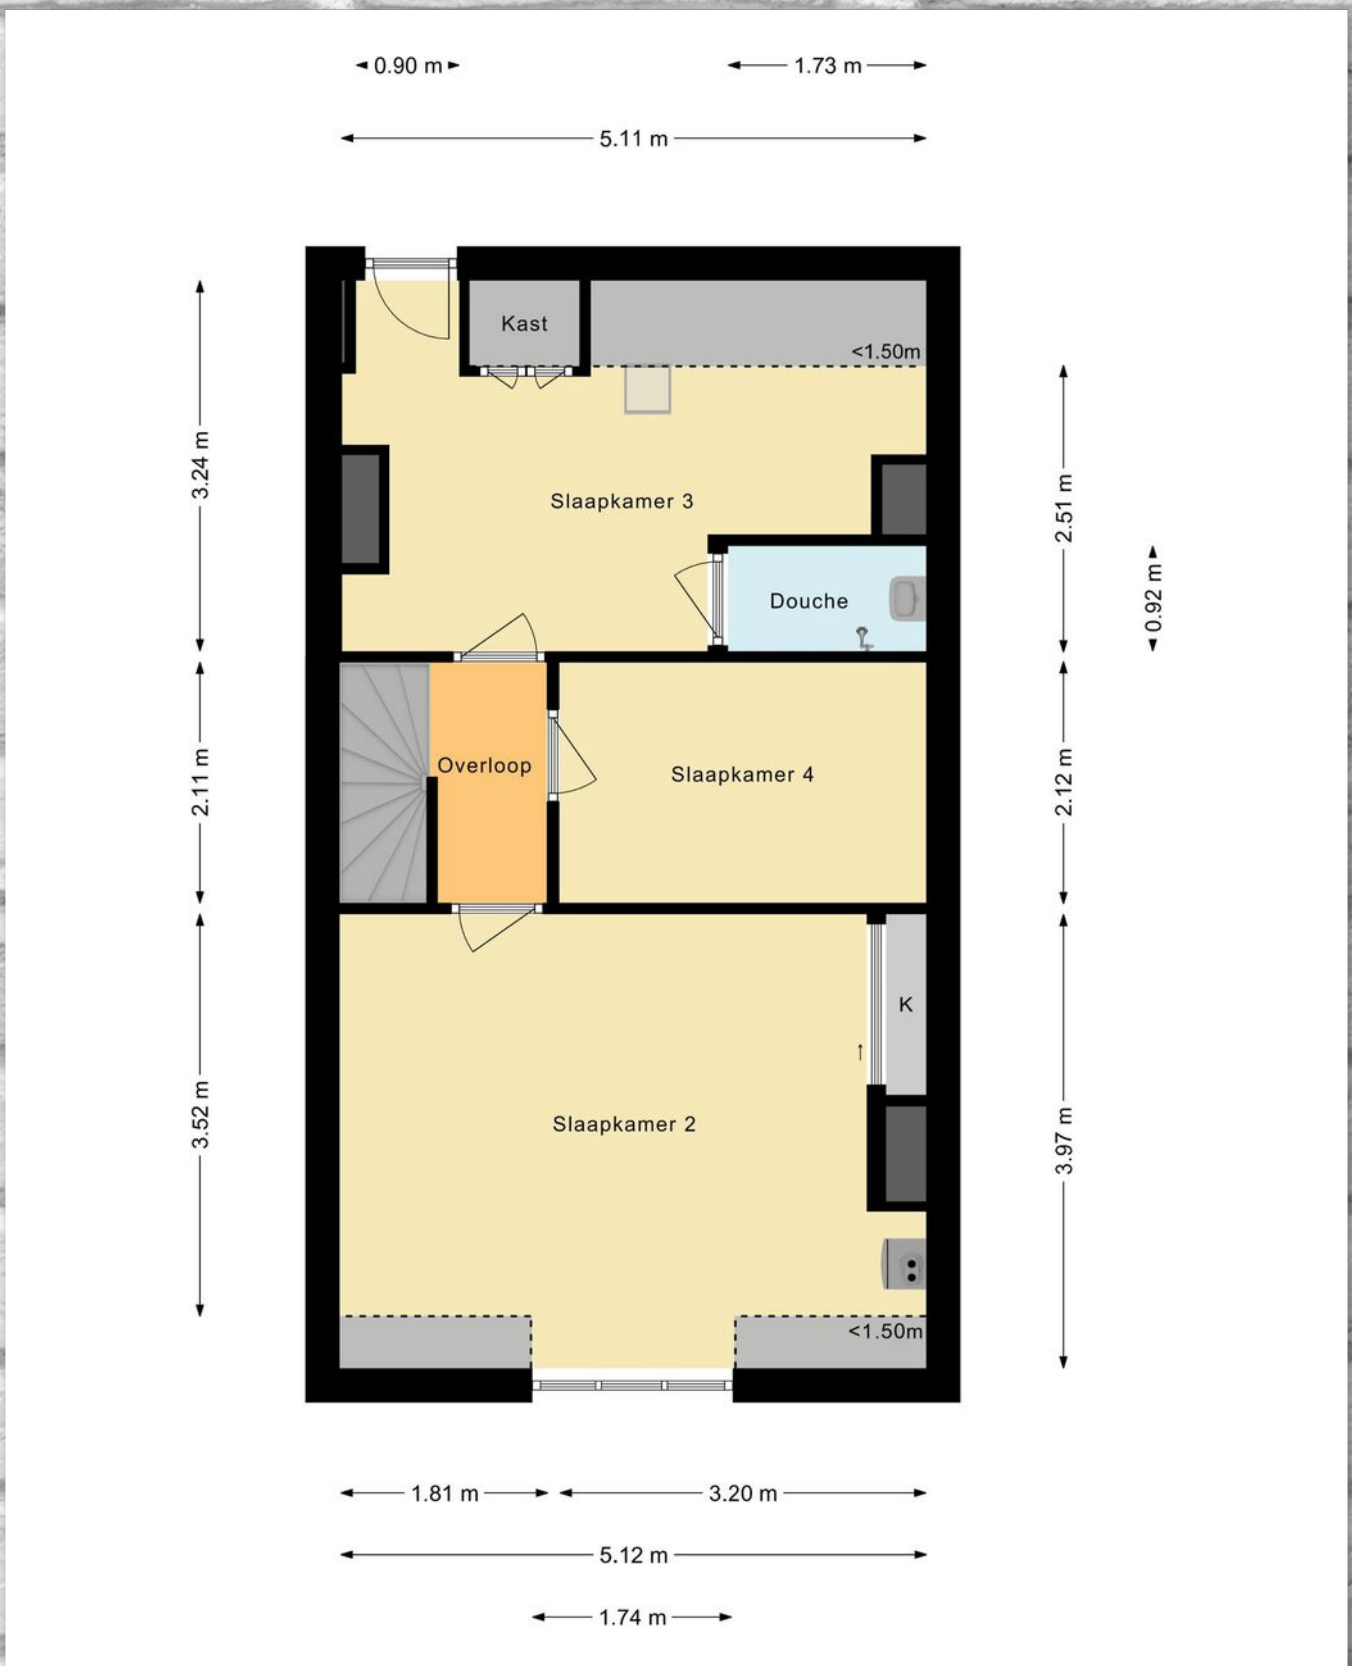 0.90 m
1.73 m
5.11 m
Kast
<1.50m
3.24 m
2.51 m
Slaapkamer 3
Douche
0.92 m
Overloop
Slaapkamer 4
2.11 m
2.12 m
K
Slaapkamer 2
3.52 m
3.97 m
<1.50m
1.81 m
3.20 m
5.12 m
1.74 m